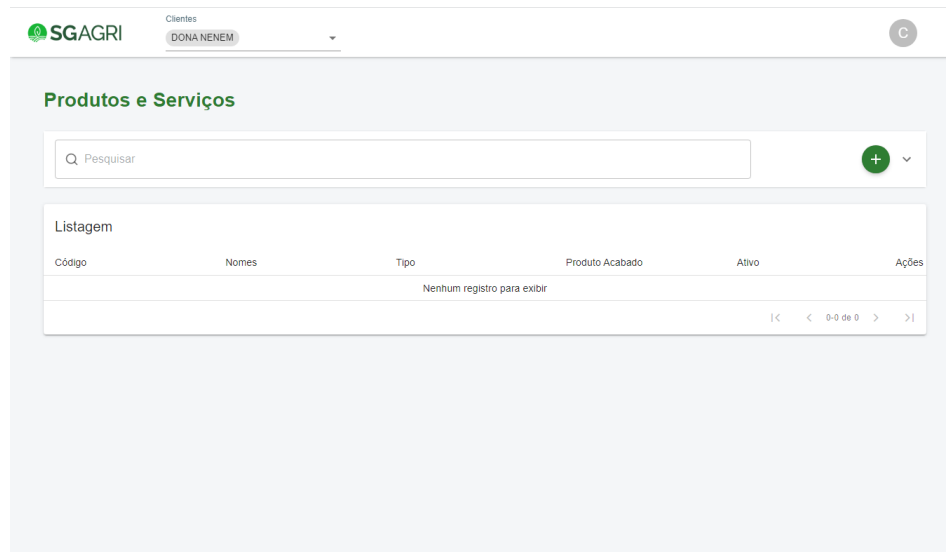 SGAGRI
Clientes
DONA NENEM
C
Produtos e Serviços
Pesquisar
+
Listagem
Código Nomes Tipo Produto Acabado Ativo Ações
Nenhum registro para exibir
0-0 de 0